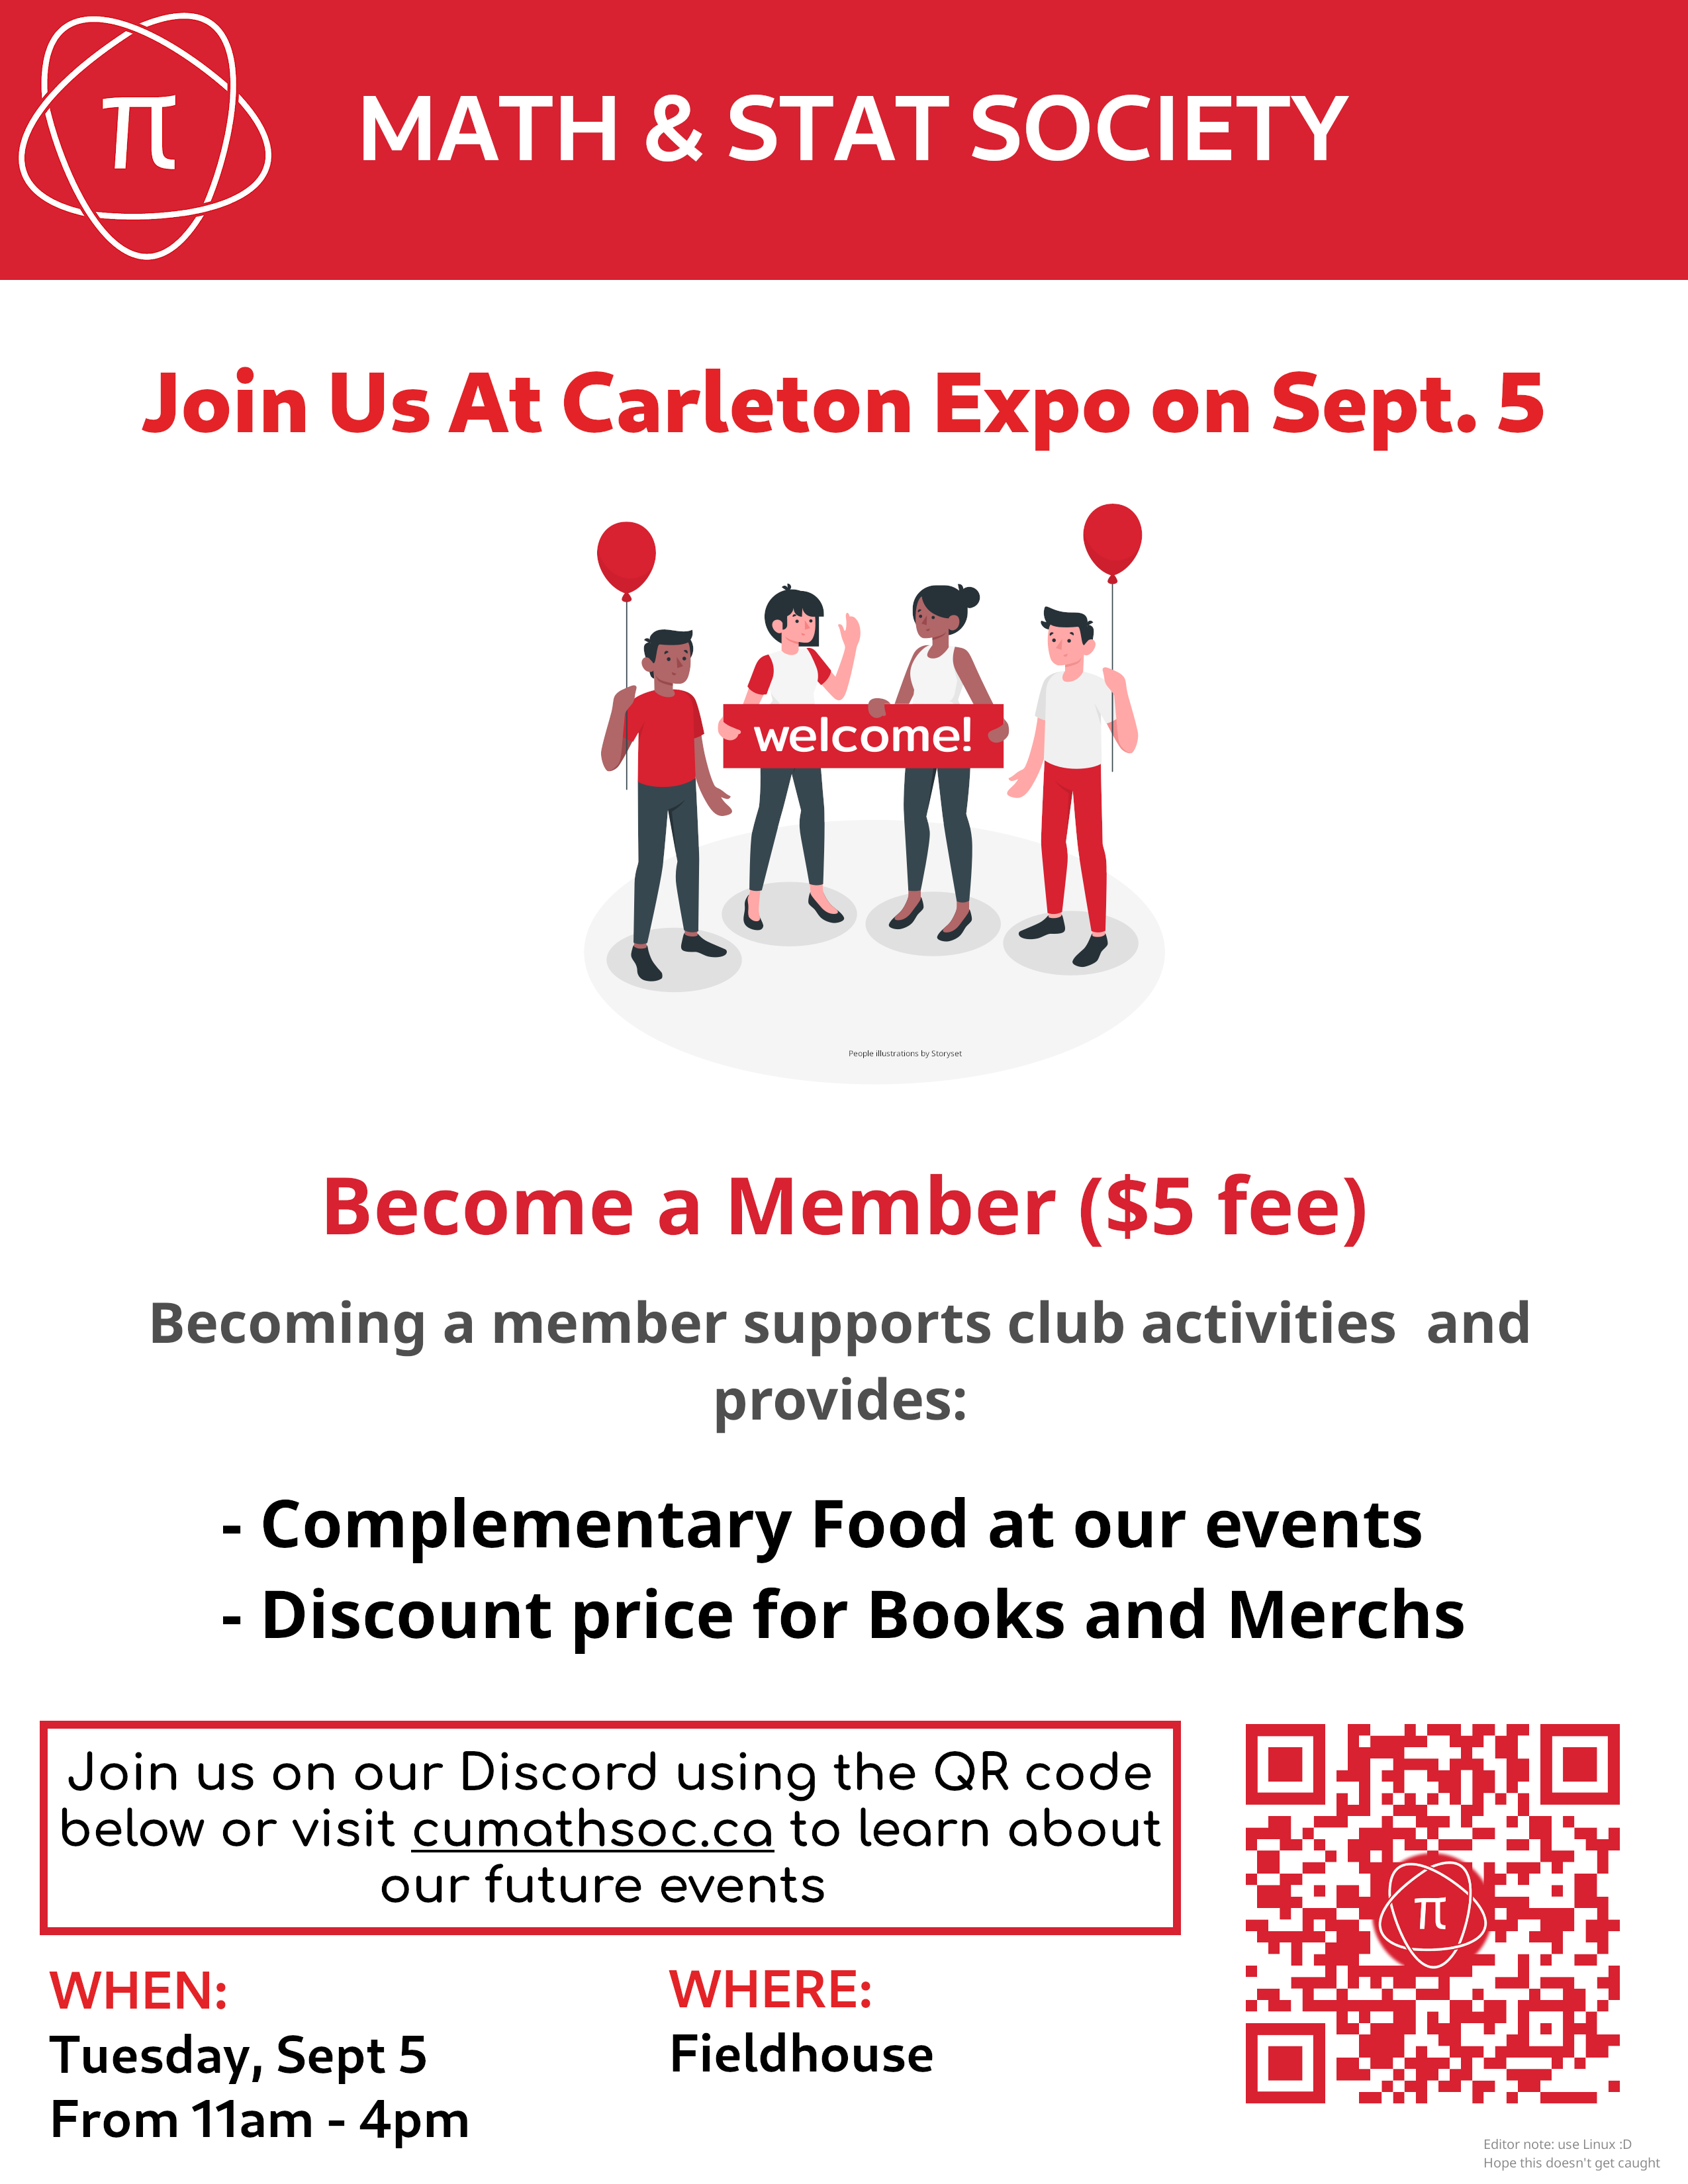 π
MATH & STAT SOCIETY
Join Us At Carleton Expo on Sept. 5
welcome!
People illustrations by Storyset
Become a Member ($5 fee)
Becoming a member supports club activities  and
provides:
- Complementary Food at our events
- Discount price for Books and Merchs
Join us on our Discord using the QR code
below or visit cumathsoc.ca to learn about
our future events
π
WHEN:
Tuesday, Sept 5
From 11am - 4pm
WHERE:
Fieldhouse
Editor note: use Linux :D
Hope this doesn't get caught